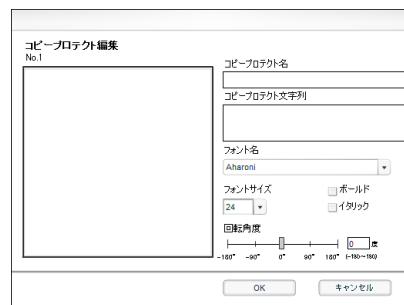 コピープロテクト編集
No.1
コピープロテクト名
コピープロテクト文字列
フォント名
Aharoni
フォントサイズ
ボールド
24
イタリック
回転角度
0 度
-180° -90° 0° 90° 180° (-180～180)
OK キャンセル